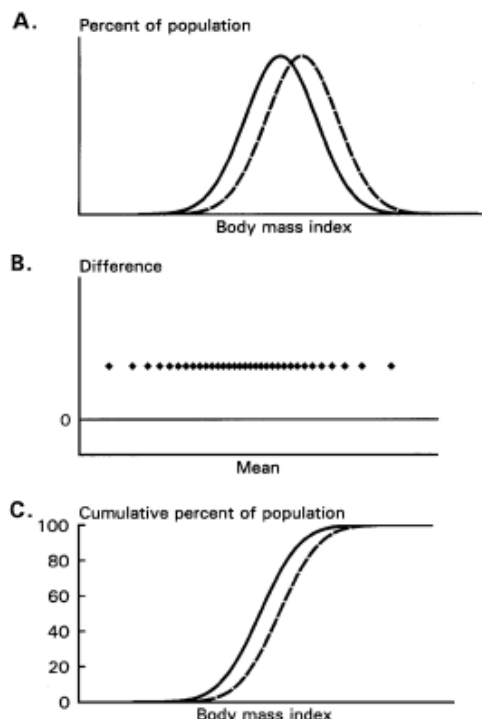 A.
Percent of population
Body mass index
B.
Difference
0
Mean
C.
Cumulative percent of population
100
80
60
40
20
0
Body mass index